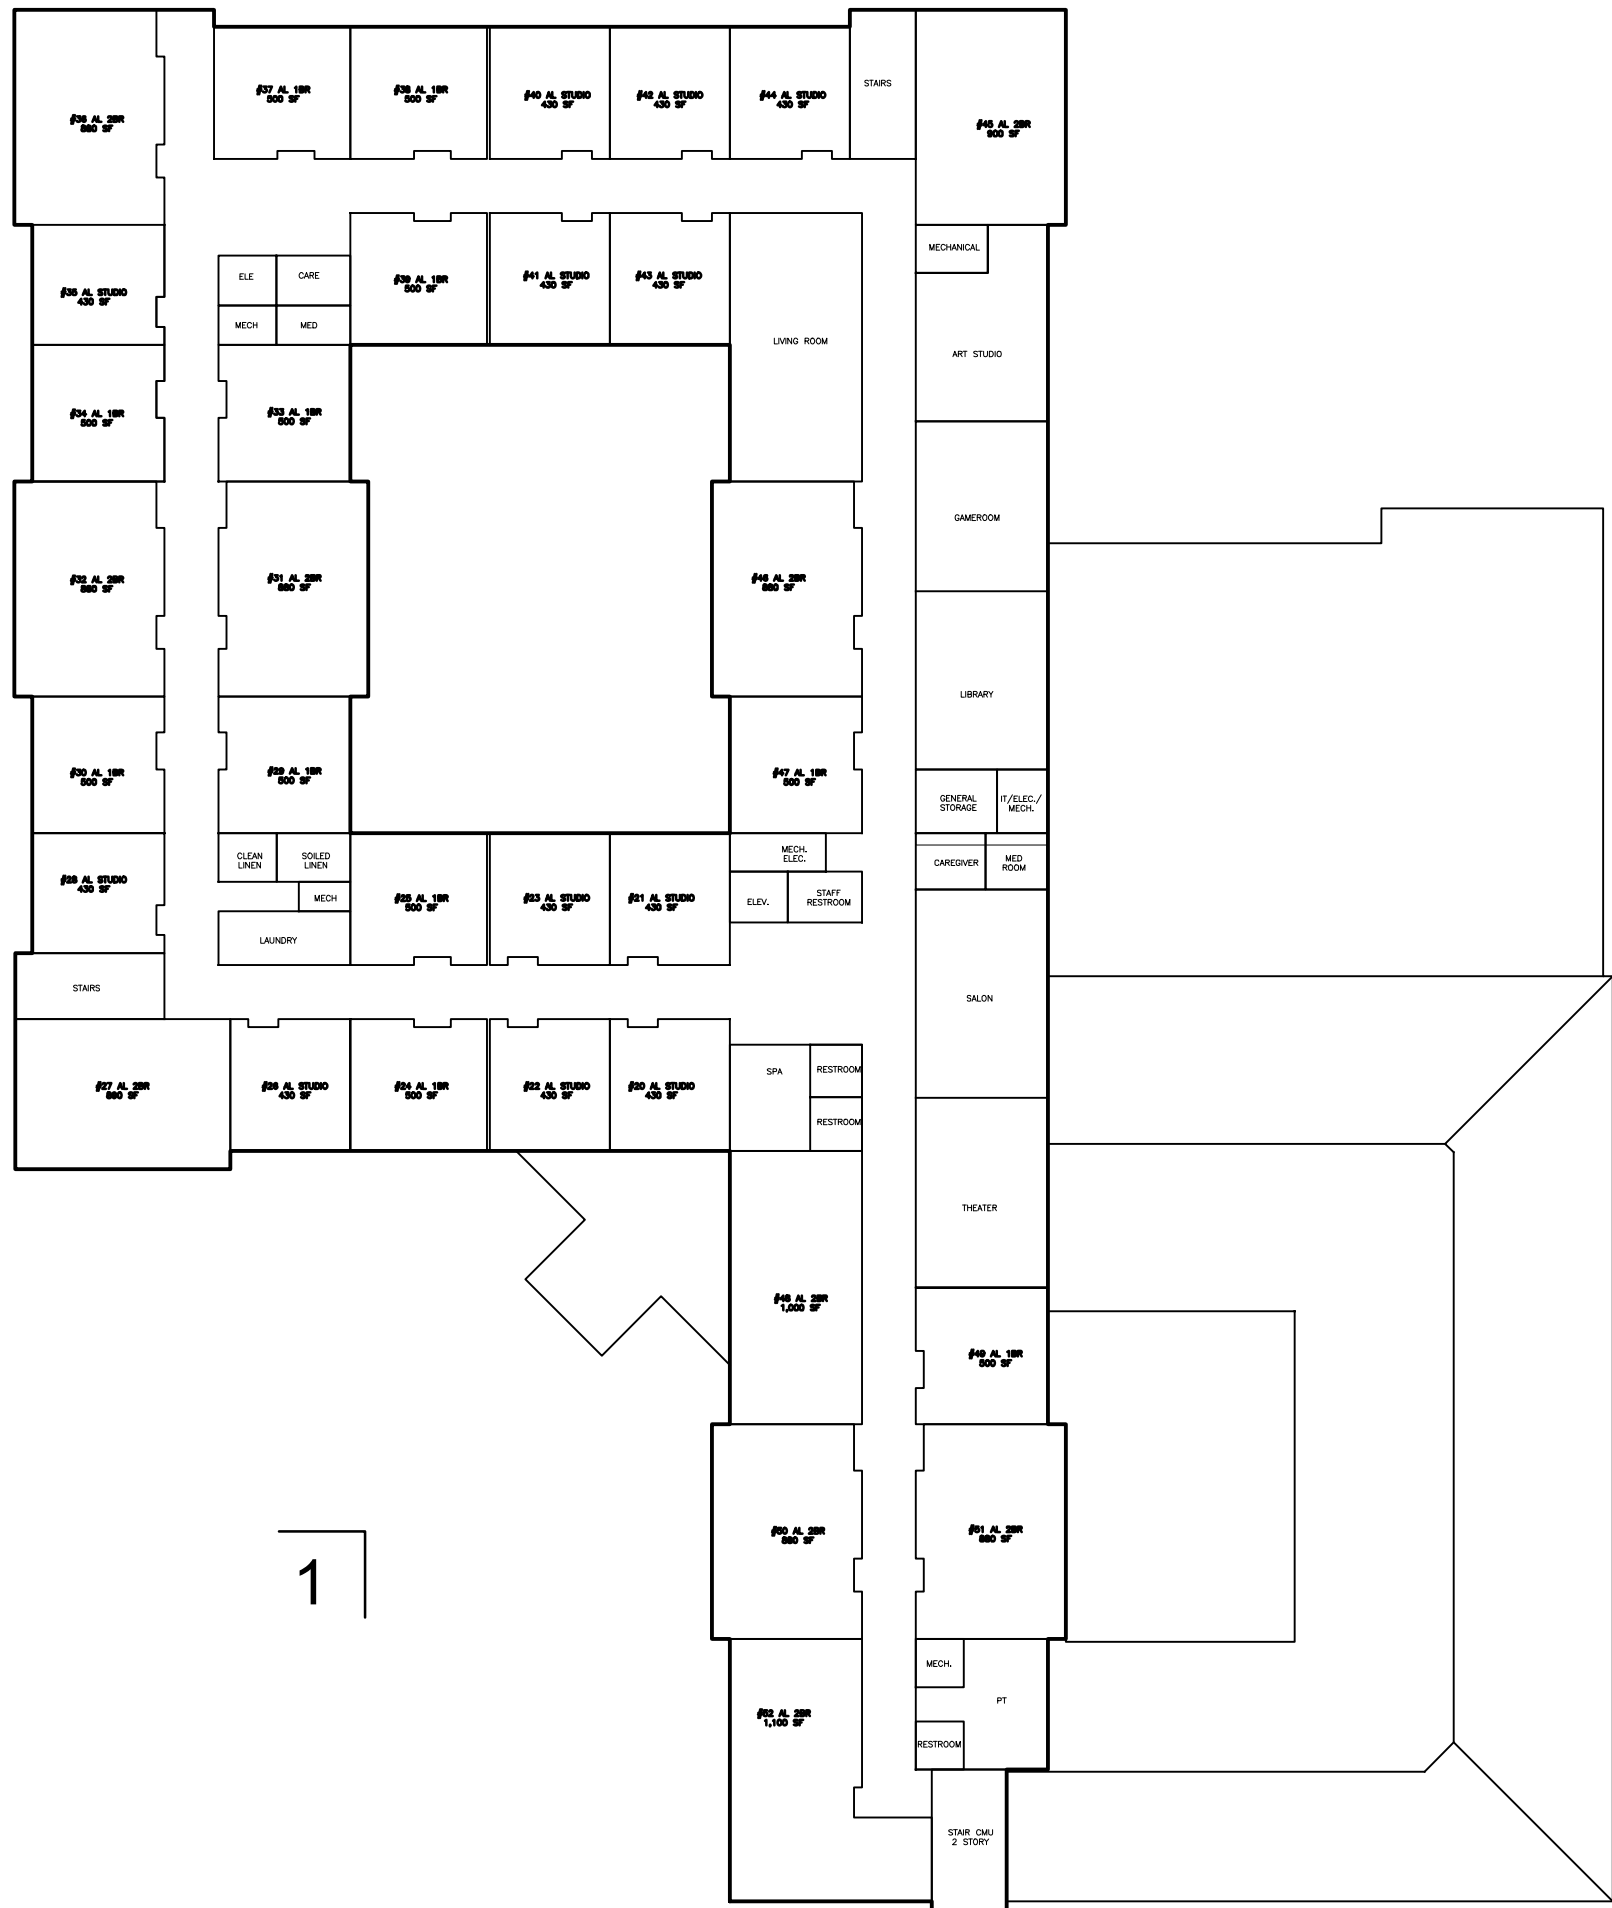 #37 AL 1BR
500 SF
#38 AL 1BR
500 SF
#40 AL STUDIO
430 SF
#42 AL STUDIO
430 SF
#44 AL STUDIO
430 SF
STAIRS
#45 AL 2BR
900 SF
#36 AL 2BR
880 SF
MECHANICAL
ELE
CARE
#39 AL 1BR
500 SF
#41 AL STUDIO
430 SF
#43 AL STUDIO
430 SF
#35 AL STUDIO
430 SF
MECH
MED
LIVING ROOM
ART STUDIO
#34 AL 1BR
500 SF
#33 AL 1BR
500 SF
GAMEROOM
#32 AL 2BR
880 SF
#31 AL 2BR
880 SF
#46 AL 2BR
880 SF
LIBRARY
#30 AL 1BR
500 SF
#29 AL 1BR
500 SF
#47 AL 1BR
500 SF
GENERAL
STORAGE
IT/ELEC./
MECH.
CLEAN
LINEN
SOILED
LINEN
MECH.
ELEC.
CAREGIVER
MED
ROOM
#28 AL STUDIO
430 SF
MECH
#25 AL 1BR
500 SF
#23 AL STUDIO
430 SF
#21 AL STUDIO
430 SF
ELEV.
STAFF
RESTROOM
LAUNDRY
STAIRS
SALON
#27 AL 2BR
#26 AL STUDIO
430 SF
#24 AL 1BR
500 SF
#22 AL STUDIO
430 SF
#20 AL STUDIO
430 SF
SPA
RESTROOM
RESTROOM
THEATER
#48 AL 2BR
1,000 SF
#49 AL 1BR
500 SF
#50 AL 2BR
880 SF
#51 AL 2BR
880 SF
1
MECH.
PT
#52 AL 2BR
1,100 SF
RESTROOM
STAIR CMU
2 STORY